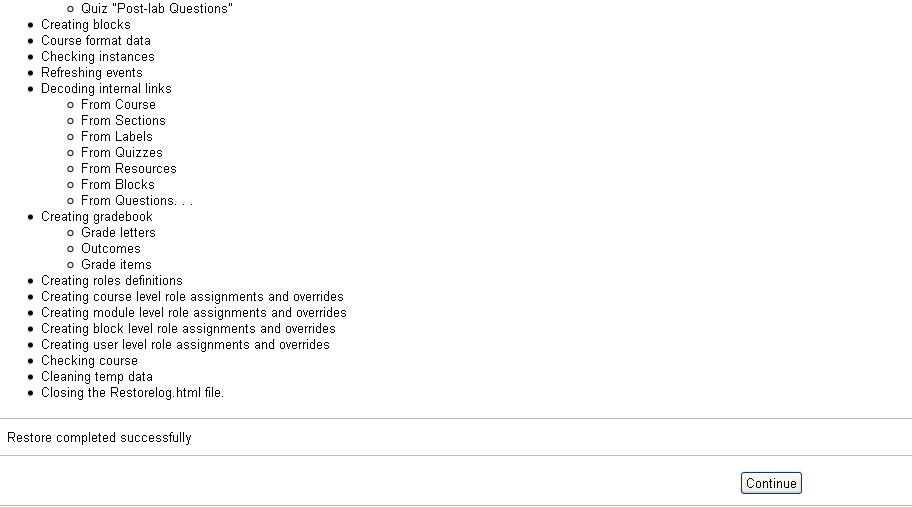 Quiz "Post-lab Questions"
Creating blocks
Course format data
Checking instances
Refreshing events
Decoding internal links
From Course
From Sections
From Labels
From Quizzes
From Resources
From Blocks
From Questions. . .
Creating gradebook
Grade letters
Outcomes
Grade items
Creating roles definitions
Creating course level role assignments and overrides
Creating module level role assignments and overrides
Creating block level role assignments and overrides
Creating user level role assignments and overrides
Checking course
Cleaning temp data
Closing the Restorelog.html file.
Restore completed successfully
Continue